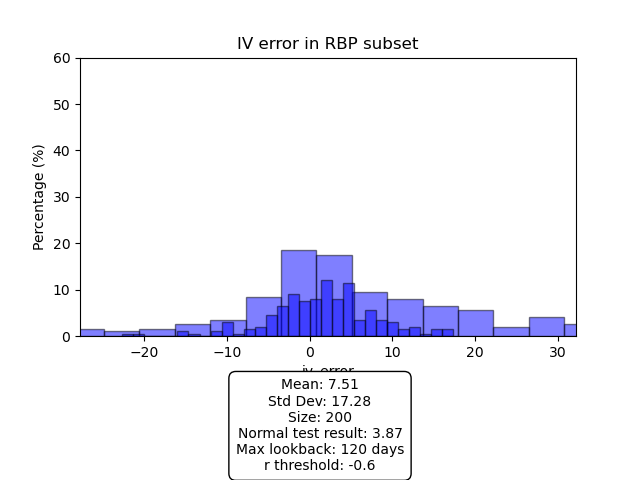 IV error in RBP subset
Percentage (%)
60
50
40
30
20
10
0
−20
−10
0
10
20
30
iv_error
Mean: 7.51
Std Dev: 17.28
Size: 200
Normal test result: 3.87
Max lookback: 120 days
r threshold: -0.6